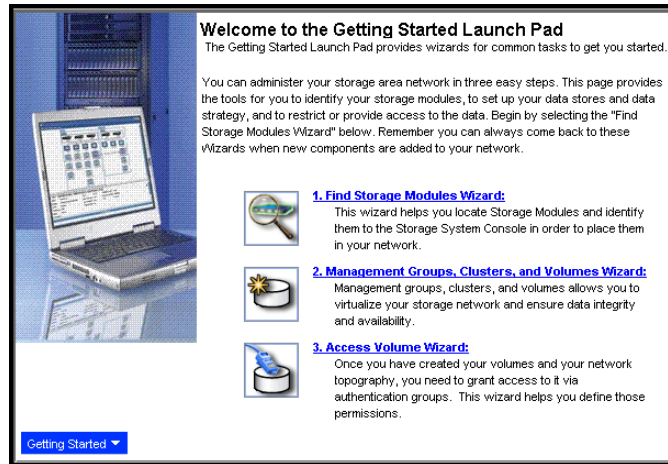 Welcome to the Getting Started Launch Pad
The Getting Started Launch Pad provides wizards for common tasks to get you started.
You can administer your storage area network in three easy steps. This page provides
the tools for you to identify your storage modules, to set up your data stores and data
strategy, and to restrict or provide access to the data. Begin by selecting the "Find
Storage Modules Wizard" below. Remember you can always come back to these
Wizards when new components are added to your network.
1. Find Storage Modules Wizard:
This wizard helps you locate Storage Modules and identify
them to the Storage System Console in order to place them
in your network.
2. Management Groups, Clusters, and Volumes Wizard:
Management groups, clusters, and volumes allows you to
virtualize your storage network and ensure data integrity
and availability.
3. Access Volume Wizard:
Once you have created your volumes and your network
topography, you need to grant access to it via
authentication groups. This wizard helps you define those
permissions.
Getting Started